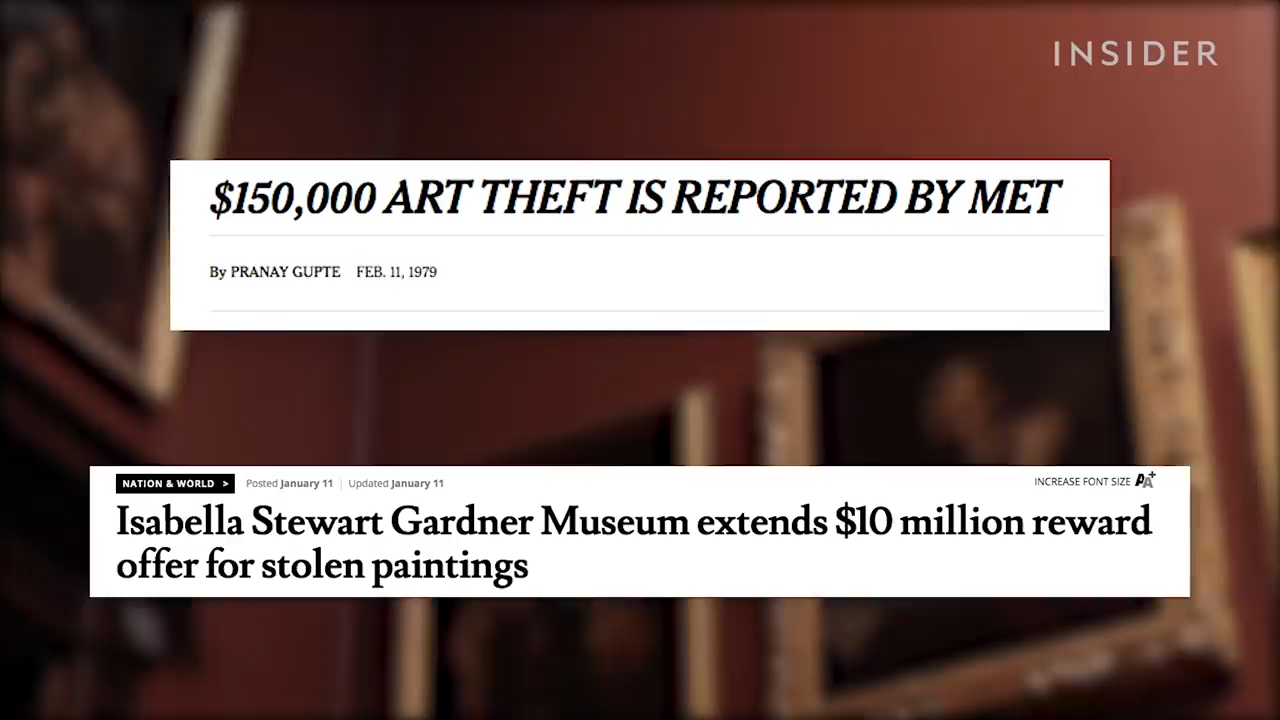 INSIDER
$150,000 ART THEFT IS REPORTED BY MET
By PRANAY GUPTE FEB. 11, 1979
NATION & WORLD > Posted January 11 | Updated January 11 INCREASE FONT SIZE AA+
Isabella Stewart Gardner Museum extends $10 million reward
offer for stolen paintings